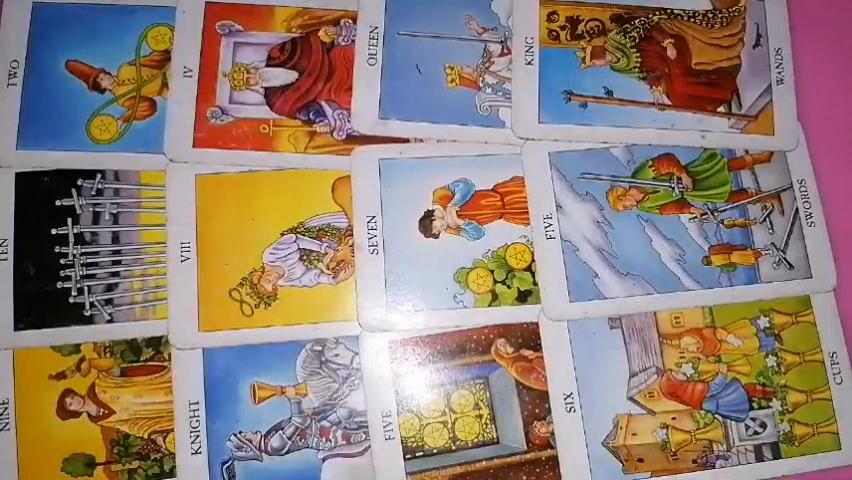 TWO
IV
QUEEN
KING
WANDS
TEN
VIII
SEVEN
FIVE
SWORDS
NINE
KNIGHT
FIVE
SIX
CUPS